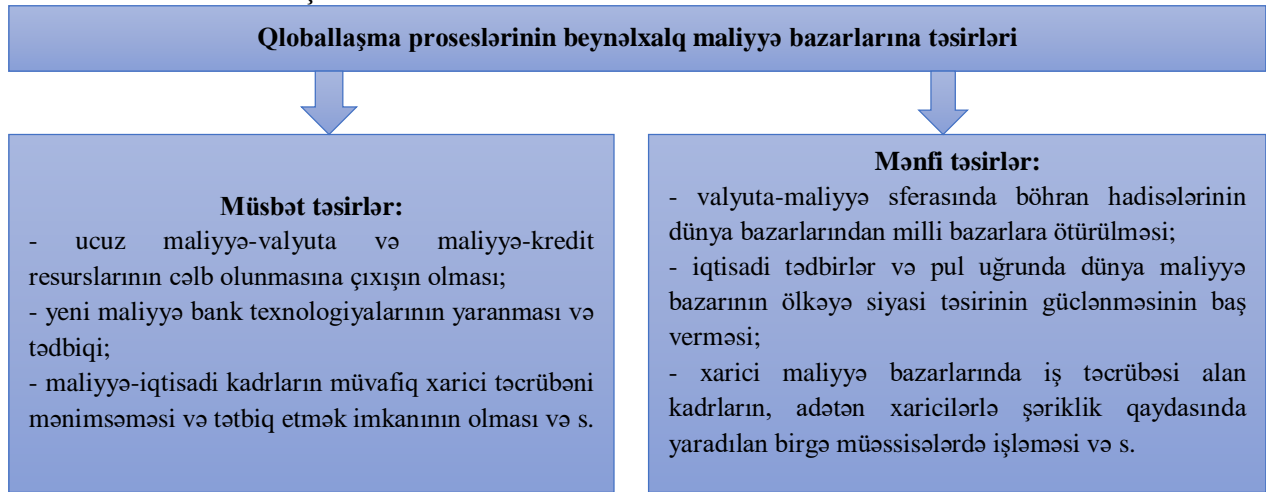 Qloballaşma proseslərinin beynəlxalq maliyyə bazarlarına təsirləri
Müsbət təsirlər:
- ucuz maliyyə-valyuta və maliyyə-kredit
resurslarının cəlb olunmasına çıxışın olması;
- yeni maliyyə bank texnologiyalarının yaranması və
tədbiqi;
- maliyyə-iqtisadi kadrların müvafiq xarici təcrübəni
mənimsəməsi və tətbiq etmək imkanının olması və s.
Mənfi təsirlər:
- valyuta-maliyyə sferasında böhran hadisələrinin
dünya bazarlarından milli bazarlara ötürülməsi;
- iqtisadi tədbirlər və pul uğrunda dünya maliyyə
bazarının ölkəyə siyasi təsirinin güclənməsinin baş
verməsi;
- xarici maliyyə bazarlarında iş təcrübəsi alan
kadrların, adətən xaricilərlə şəriklik qaydasında
yaradılan birgə müəssisələrdə işləməsi və s.